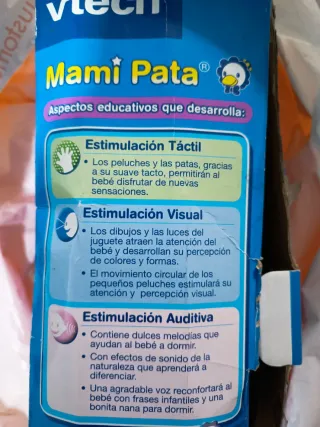 vtech
Mami Pata®
Aspectos educativos que desarrolla:
Estimulación Táctil
• Los peluches y las patas, gracias
a su suave tacto, permitirán al
bebé disfrutar de nuevas
sensaciones.
Estimulación Visual
• Los dibujos y las luces del
juguete atraen la atención del
bebé y desarrollan su percepción
de colores y formas.
• El movimiento circular de los
pequeños peluches estimulará su
atención y percepción visual.
Estimulación Auditiva
• Contiene dulces melodías que
ayudan al bebé a dormir.
• Con efectos de sonido de la
naturaleza que aprenderá a
diferenciar.
• Una agradable voz reconfortará al
bebé con frases infantiles y una
bonita nana para dormir.